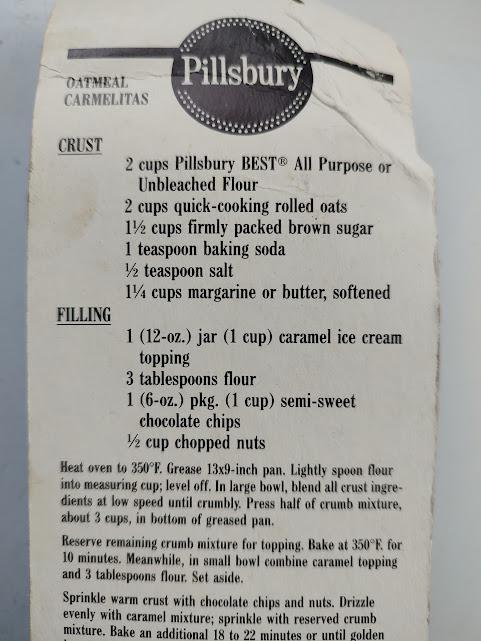 Pillsbury
OATMEAL
CARMELITAS
CRUST
2 cups Pillsbury BEST® All Purpose or
Unbleached Flour
2 cups quick-cooking rolled oats
1½ cups firmly packed brown sugar
1 teaspoon baking soda
½ teaspoon salt
1¼ cups margarine or butter, softened
FILLING
1 (12-oz.) jar (1 cup) caramel ice cream
topping
3 tablespoons flour
1 (6-oz.) pkg. (1 cup) semi-sweet
chocolate chips
½ cup chopped nuts
Heat oven to 350°F. Grease 13x9-inch pan. Lightly spoon flour
into measuring cup; level off. In large bowl, blend all crust ingre-
dients at low speed until crumbly. Press half of crumb mixture,
about 3 cups, in bottom of greased pan.
Reserve remaining crumb mixture for topping. Bake at 350°F. for
10 minutes. Meanwhile, in small bowl combine caramel topping
and 3 tablespoons flour. Set aside.
Sprinkle warm crust with chocolate chips and nuts. Drizzle
evenly with caramel mixture; sprinkle with reserved crumb
mixture. Bake an additional 18 to 22 minutes or until golden